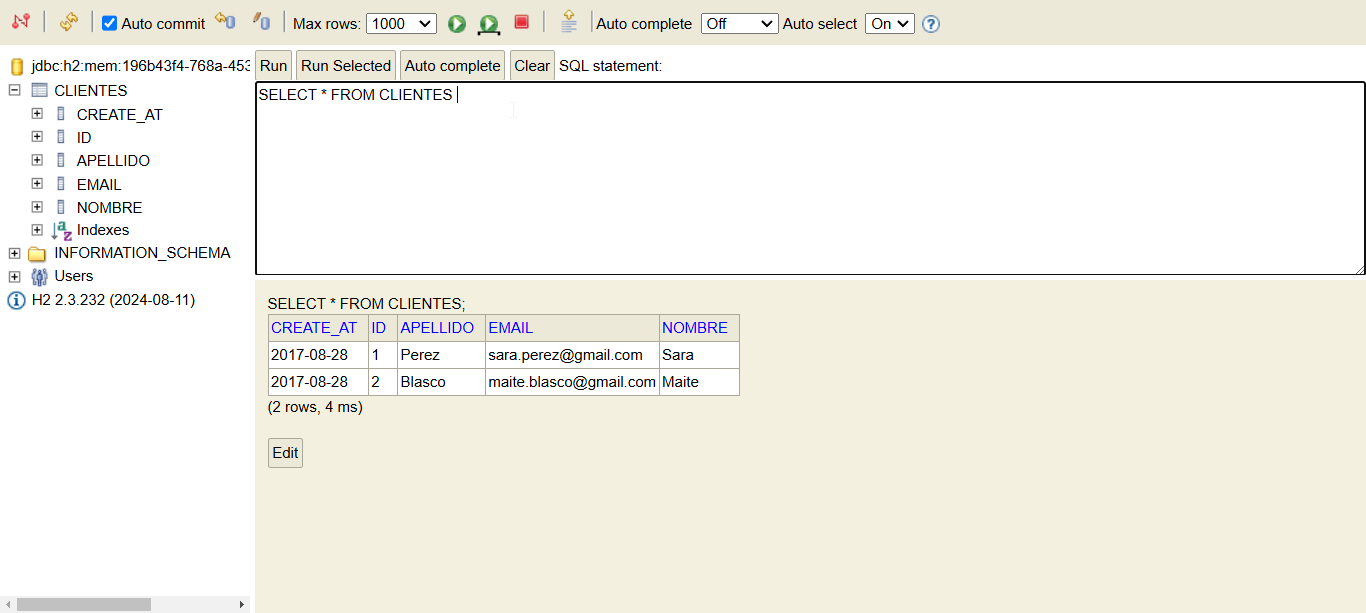 Auto commit Max rows: 1000 Auto complete Off Auto select On
jdbc:h2:mem:196b43f4-768a-453
CLIENTES
CREATE_AT
ID
APELLIDO
EMAIL
NOMBRE
Indexes
INFORMATION_SCHEMA
Users
H2 2.3.232 (2024-08-11)
Run Run Selected Auto complete Clear SQL statement:
SELECT * FROM CLIENTES
SELECT * FROM CLIENTES;
CREATE_AT ID APELLIDO EMAIL NOMBRE
2017-08-28 1 Perez sara.perez@gmail.com Sara
2017-08-28 2 Blasco maite.blasco@gmail.com Maite
(2 rows, 4 ms)
Edit